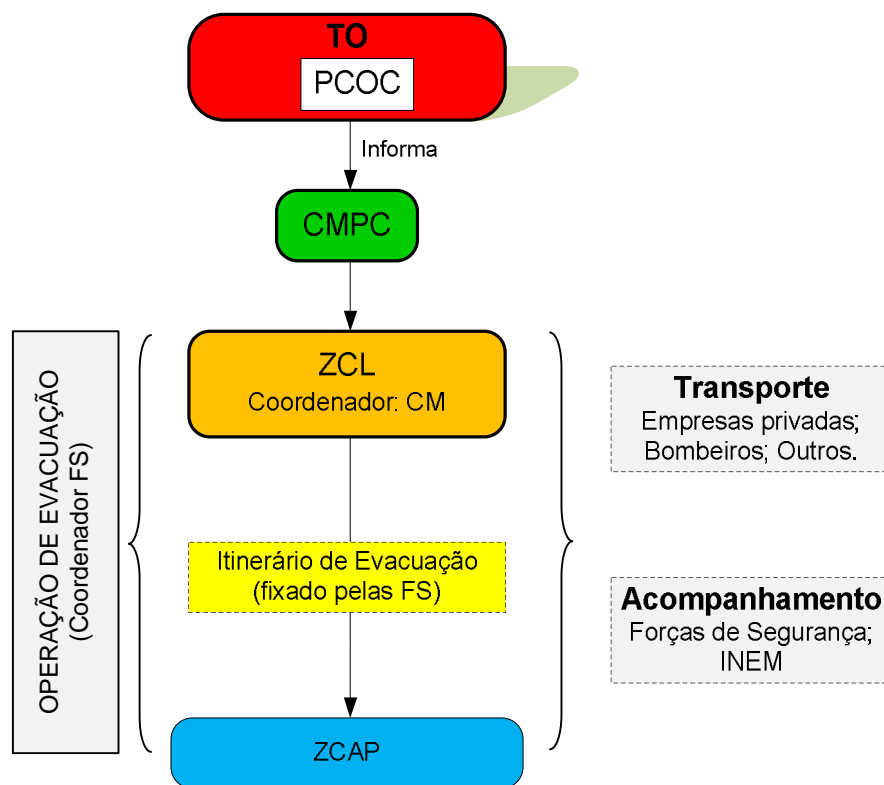 TO
PCOC
Informa
CMPC
OPERAÇÃO DE EVACUAÇÃO
(Coordenador FS)
ZCL
Coordenador: CM
Itinerário de Evacuação
(fixado pelas FS)
ZCAP
Transporte
Empresas privadas;
Bombeiros; Outros.
Acompanhamento
Forças de Segurança;
INEM